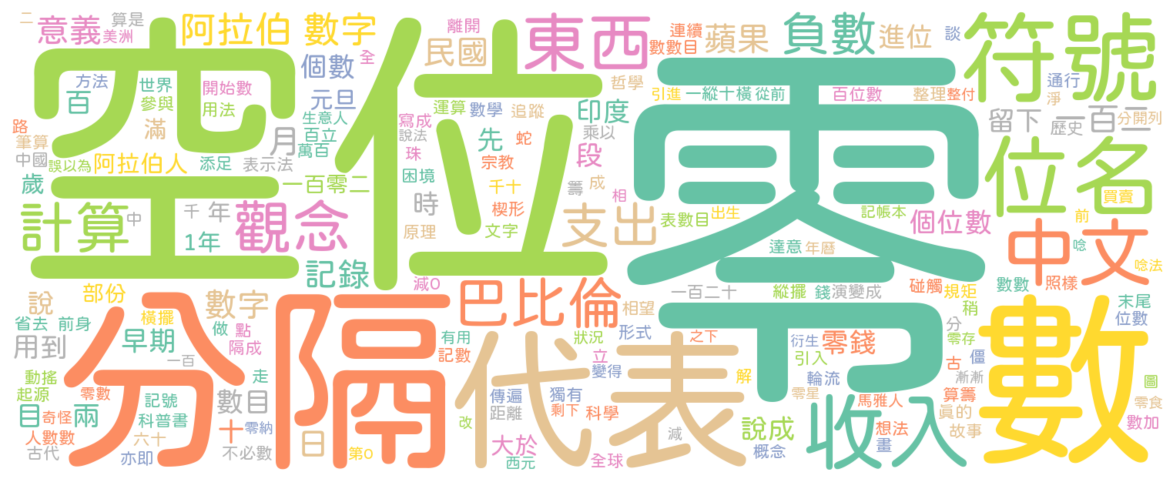 二 算是 意義 美洲 阿拉伯 數字 離開 民國 東西 連續 數數目 蘋果 負數 進位 談 符號
空位 零 方法 世界 開始數 個數 全 哲學
百 參與 用法 元旦 運算 數學 追蹤 印度 引進 一縱十橫 從前 百位數 整理 整付 通行 淨
路 滿 月 生意人 百立 寫成 說法 先 蛇 乘以 留下 歷史 一百二 分開列
筆算 中國 誤以為 阿拉伯人 添足 表示法 萬百 珠 宗教 段 位名
歲 一百零二 困境 千十 楔形 籌 成 相 買賣
計算 中 千 年 1年 觀念 時 原理 文字 支出 表數目 出生 記帳本 個位數 前 唸
記錄 達意 年曆 中文 唸法
減0 巴比倫 一百二十 縱擺 錢 演變成 碰觸 規矩 數數 照樣
說 部份 數字 相望 稍 末尾
省去 前身 橫擺 做 點 有用 狀況 形式 之下 衍生 零錢 分 零存 位數
用到 早期 隔成 記數 立 引入 古 僵
分隔 代表 數 一百 變得 漸漸
動搖 走 傳遍 獨有 解 輪流 圖
起源 零數 記號 數目 距離 剩下 科學 零星 馬雅人 算籌 零食
目 奇怪 兩 科普書 十 零納 改 說成 收入 真的 數加
人數數 六十 日 大於 減 想法 故事
古代 亦即 不必數 第0 西元 全球 概念 畫